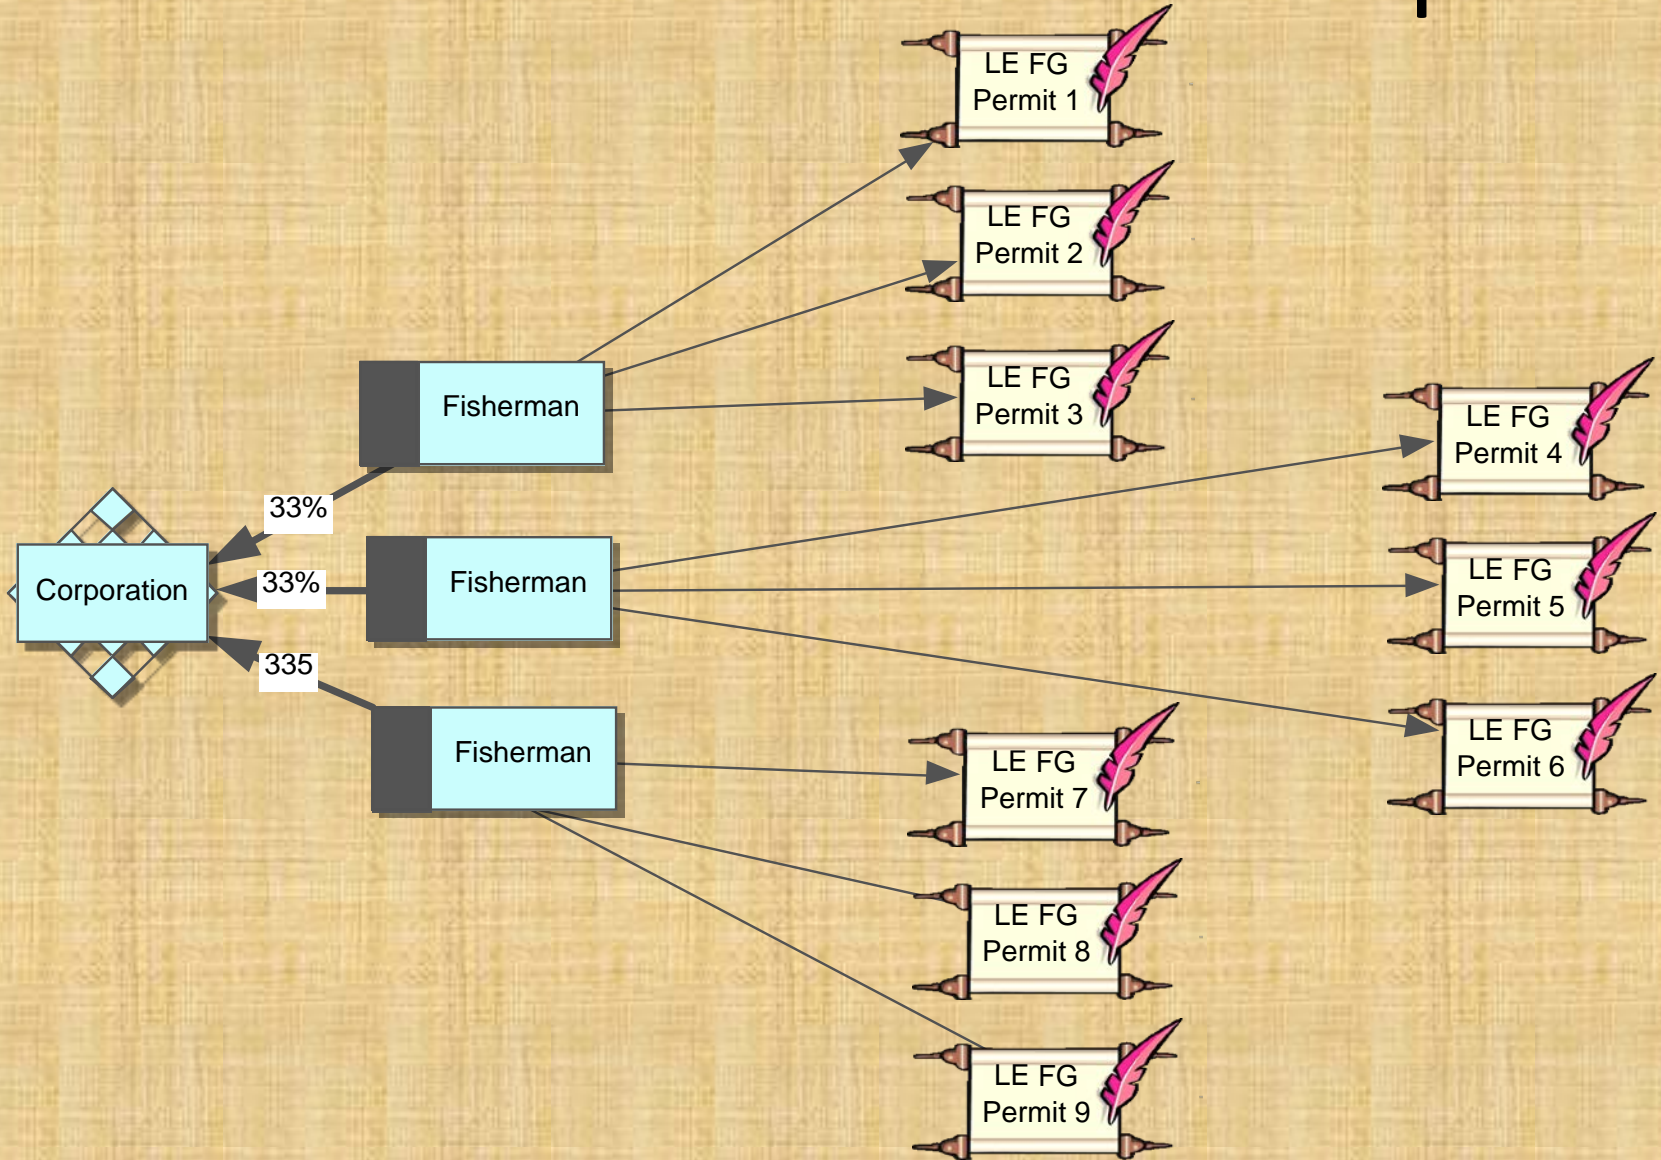 LE FG
Permit 1
LE FG
Permit 2
LE FG
Permit 3
Fisherman
LE FG
Permit 4
33%
Fisherman
33%
Corporation
LE FG
Permit 5
335
Fisherman
LE FG
Permit 6
LE FG
Permit 7
LE FG
Permit 8
LE FG
Permit 9